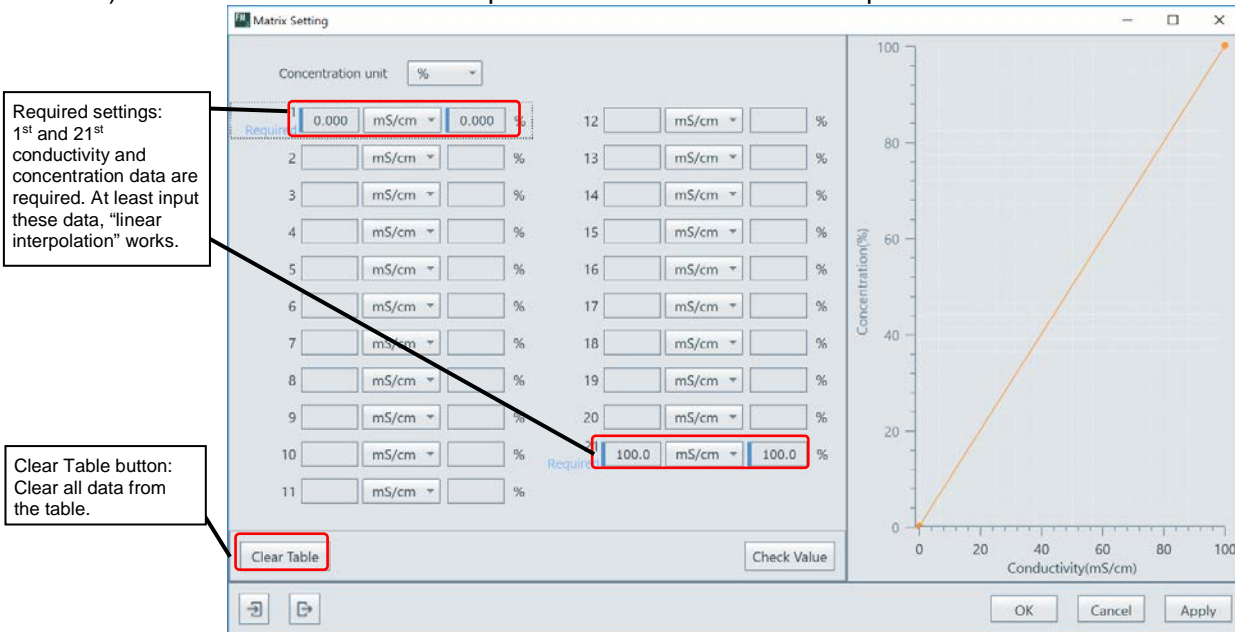 Matrix Setting
Concentration unit % 
Required settings:
1st and 21st
conductivity and
concentration data are
required. At least input
these data, “linear
interpolation” works.
Clear Table button:
Clear all data from
the table.
1 0.000 mS/cm 0.000 %
Required
2 mS/cm %
3 mS/cm %
4 mS/cm %
5 mS/cm %
6 mS/cm %
7 mS/cm %
8 mS/cm %
9 mS/cm %
10 mS/cm %
11 mS/cm %
12 mS/cm %
13 mS/cm %
14 mS/cm %
15 mS/cm %
16 mS/cm %
17 mS/cm %
18 mS/cm %
19 mS/cm %
20 mS/cm %
21 100.0 mS/cm 100.0 %
Required
Clear Table
Check Value
100
80
60
40
20
0
Concentration(%)
0 20 40 60 80 100
Conductivity(mS/cm)
OK Cancel Apply